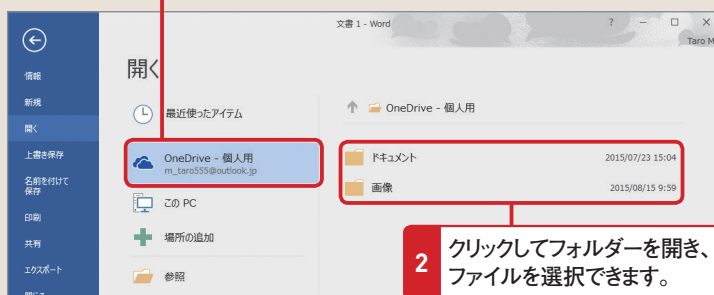 文書 1 - Word
?
Taro M
情報
開く
新規
最近使ったアイテム
OneDrive - 個人用
開く
上書き保存
OneDrive - 個人用
m_taro555@outlook.jp
ドキュメント
2015/07/23 15:04
名前を付けて
保存
この PC
画像
2015/08/15 9:59
印刷
共有
場所の追加
2
クリックしてフォルダーを開き、
ファイルを選択できます。
エクスポート
参照